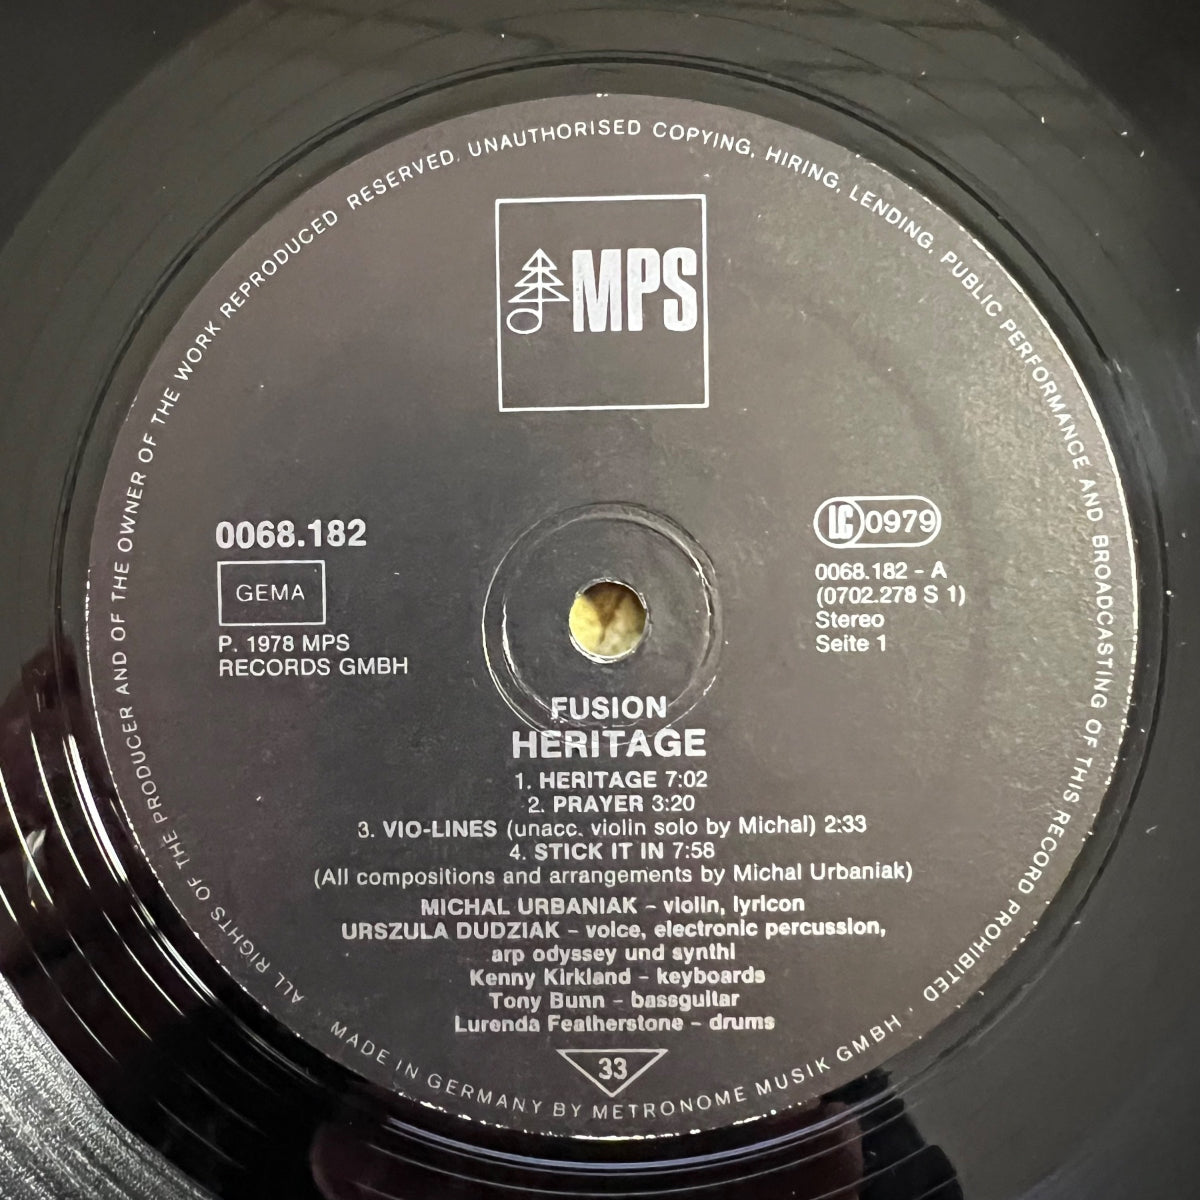 ALL RIGHTS OF THE PRODUCER AND OF THE OWNER OF THE WORK REPRODUCED RESERVED. UNAUTHORISED COPYING, HIRING, LENDING, PUBLIC PERFORMANCE AND BROADCASTING OF THIS RECORD PROHIBITED · MADE IN GERMANY BY METRONOME MUSIK GMBH ·
MPS
0068.182
GEMA
P. 1978 MPS
RECORDS GMBH
LC 0979
0068.182 - A
(0702.278 S 1)
Stereo
Seite 1
FUSION
HERITAGE
1. HERITAGE 7:02
2. PRAYER 3:20
3. VIO-LINES (unacc. violin solo by Michal) 2:33
4. STICK IT IN 7:58
(All compositions and arrangements by Michal Urbaniak)
MICHAL URBANIAK – violin, lyricon
URSZULA DUDZIAK – voice, electronic percussion,
arp odyssey und synthi
Kenny Kirkland – keyboards
Tony Bunn – bassguitar
Lurenda Featherstone – drums
33